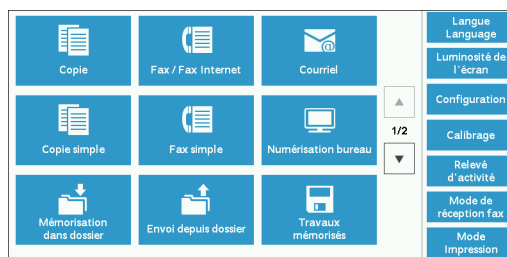 Copie
Fax / Fax Internet
Courriel
Copie simple
Fax simple
Numérisation bureau
Mémorisation
dans dossier
Envoi depuis dossier
Travaux
mémorisés
1/2
Langue
Language
Luminosité de
l'écran
Configuration
Calibrage
Relevé
d'activité
Mode de
réception fax
Mode
Impression